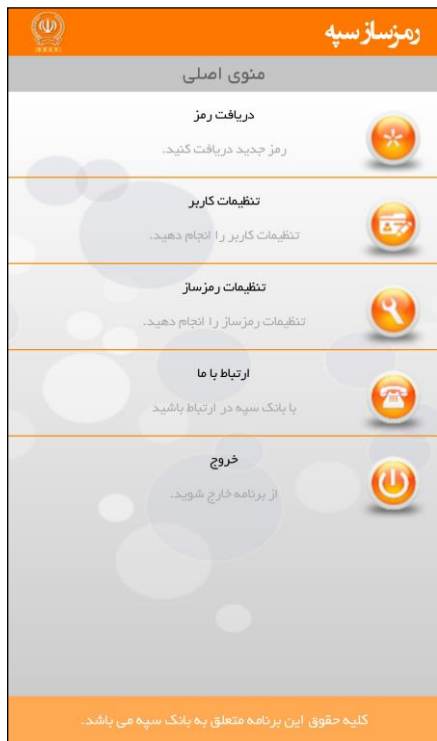 رمزساز سپه
منوی اصلی
دریافت رمز
رمز جدید دریافت کنید.
تنظیمات کاربر
تنظیمات کاربر را انجام دهید.
تنظیمات رمزساز
تنظیمات رمزساز را انجام دهید.
ارتباط با ما
با بانک سپه در ارتباط باشید
خروج
از برنامه خارج شوید.
کلیه حقوق این برنامه متعلق به بانک سپه می باشد.